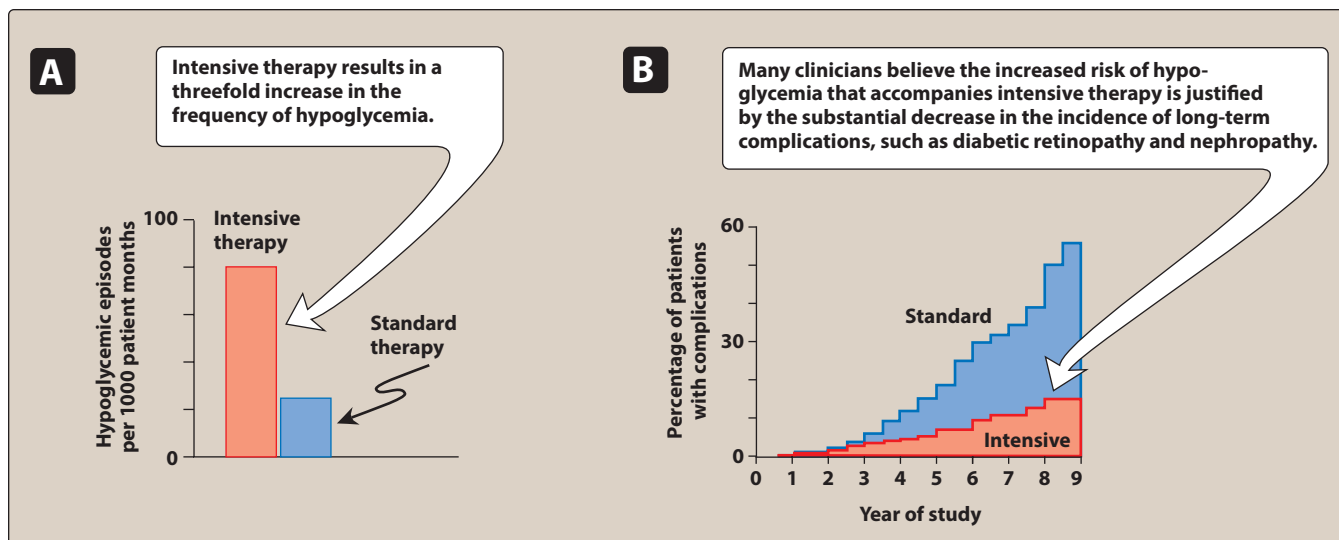 A
Intensive therapy results in a
threefold increase in the
frequency of hypoglycemia.
Hypoglycemic episodes
per 1000 patient months
100
0
Intensive
therapy
Standard
therapy
B
Many clinicians believe the increased risk of hypo-
glycemia that accompanies intensive therapy is justified
by the substantial decrease in the incidence of long-term
complications, such as diabetic retinopathy and nephropathy.
Percentage of patients
with complications
60
30
0
Standard
Intensive
0 1 2 3 4 5 6 7 8 9
Year of study